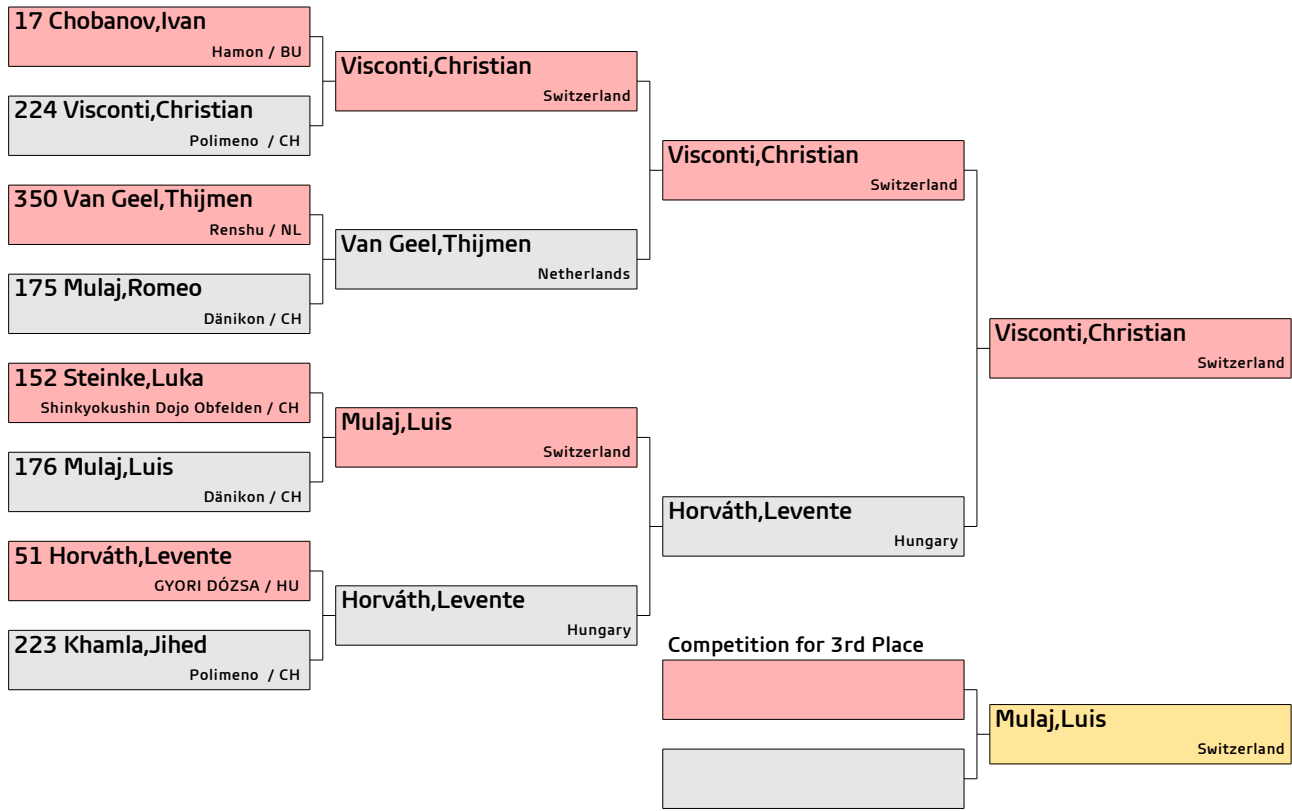 17 Chobanov,Ivan
Hamon / BU
224 Visconti,Christian
Polimeno / CH
350 Van Geel,Thijmen
Renshu / NL
175 Mulaj,Romeo
Dänikon / CH
152 Steinke,Luka
Shinkyokushin Dojo Obfelden / CH
176 Mulaj,Luis
Dänikon / CH
51 Horváth,Levente
GYORI DÓZSA / HU
223 Khamla,Jihed
Polimeno / CH
Visconti,Christian
Switzerland
Van Geel,Thijmen
Netherlands
Mulaj,Luis
Switzerland
Horváth,Levente
Hungary
Visconti,Christian
Switzerland
Horváth,Levente
Hungary
Visconti,Christian
Switzerland
Competition for 3rd Place
Mulaj,Luis
Switzerland